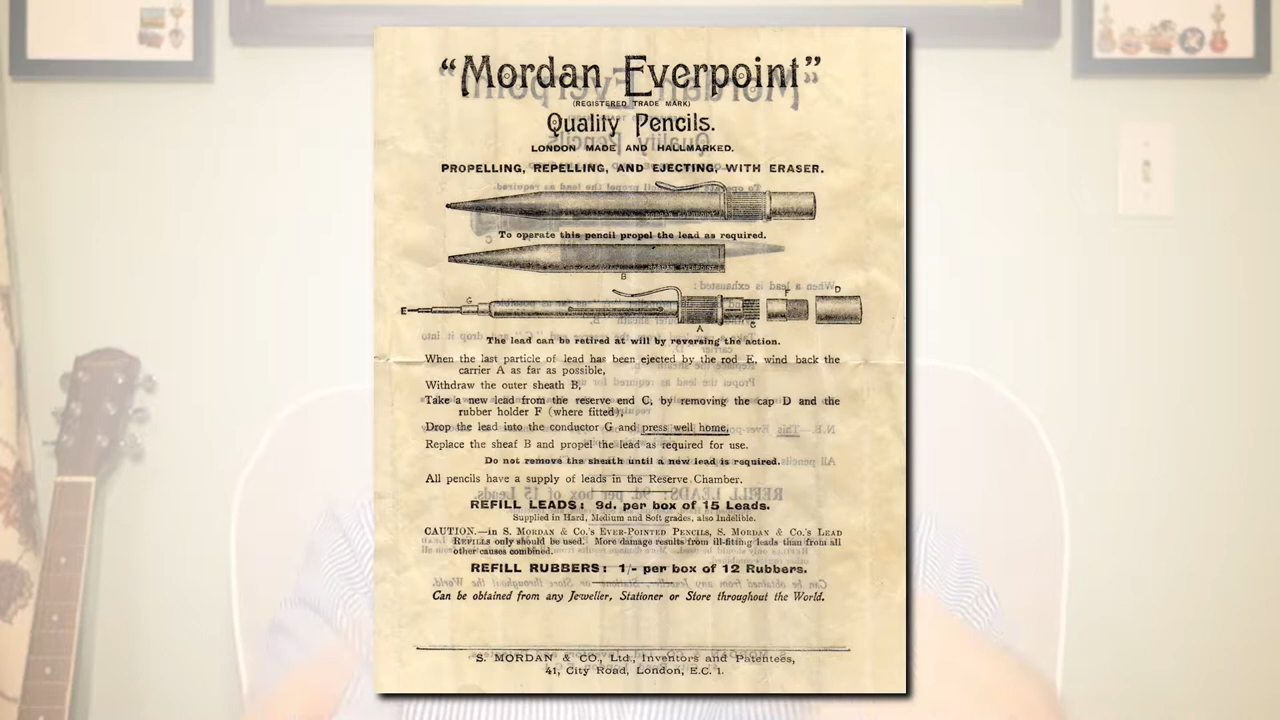 “Mordan Everpoint”
(REGISTERED TRADE MARK)
Quality Pencils.
LONDON MADE AND HALLMARKED.
PROPELLING, REPELLING, AND EJECTING, WITH ERASER.
MORDAN EVERPOINT
To operate this pencil propel the lead as required.
MORDAN EVERPOINT
B
E G A C F D
The lead can be retired at will by reversing the action.
When the last particle of lead has been ejected by the rod E, wind back the
carrier A as far as possible,
Withdraw the outer sheath B,
Take a new lead from the reserve end C, by removing the cap D and the
rubber holder F (where fitted),
Drop the lead into the conductor G and press well home,
Replace the sheaf B and propel the lead as required for use.
Do not remove the sheath until a new lead is required.
All pencils have a supply of leads in the Reserve Chamber.
REFILL LEADS: 9d. per box of 15 Leads.
Supplied in Hard, Medium and Soft grades, also Indelible.
CAUTION.—in S. Mordan & Co.'s Ever-Pointed Pencils, S. Mordan & Co.'s Lead
Refills only should be used. More damage results from ill-fitting leads than from all
other causes combined.
REFILL RUBBERS: 1/- per box of 12 Rubbers.
Can be obtained from any Jeweller, Stationer or Store throughout the World.
S. MORDAN & CO., Ltd., Inventors and Patentees,
41, City Road, London, E.C. 1.